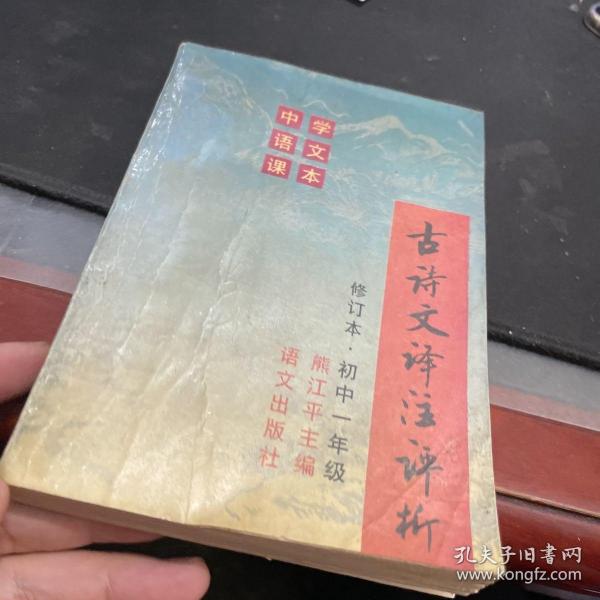 中学
语文
课本
古诗文译注评析
修订本·初中一年级
熊江平主编
语文出版社
孔夫子旧书网
www.kongfz.com